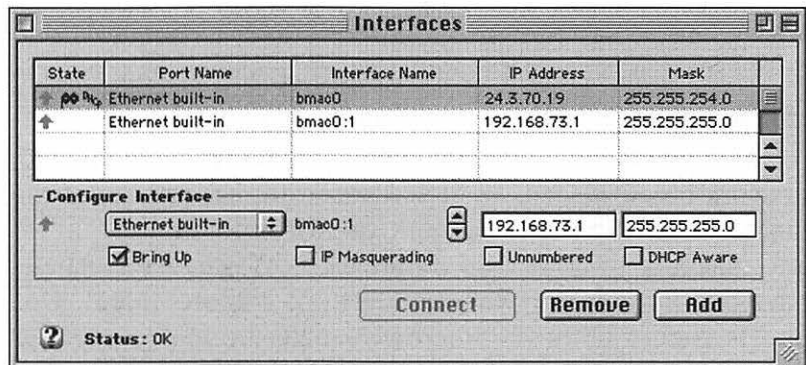 Interfaces
State Port Name Interface Name IP Address Mask
Ethernet built-in bmac0 24.3.70.19 255.255.254.0
Ethernet built-in bmac0:1 192.168.73.1 255.255.255.0
Configure Interface
Ethernet built-in bmac0:1 192.168.73.1 255.255.255.0
Bring Up IP Masquerading Unnumbered DHCP Aware
Connect Remove Add
? Status: OK